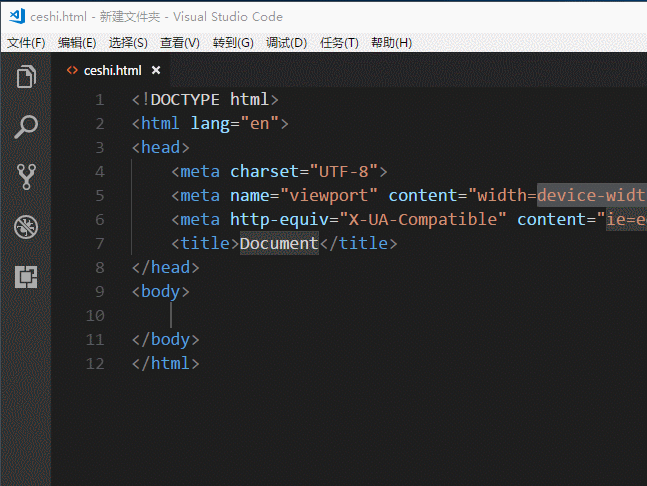 ceshi.html - 新建文件夹 - Visual Studio Code
文件(F) 编辑(E) 选择(S) 查看(V) 转到(G) 调试(D) 任务(T) 帮助(H)
<> ceshi.html ×
1 <!DOCTYPE html>
2 <html lang="en">
3 <head>
4 <meta charset="UTF-8">
5 <meta name="viewport" content="width=device-widt
6 <meta http-equiv="X-UA-Compatible" content="ie=e
7 <title>Document</title>
8 </head>
9 <body>
10
11 </body>
12 </html>